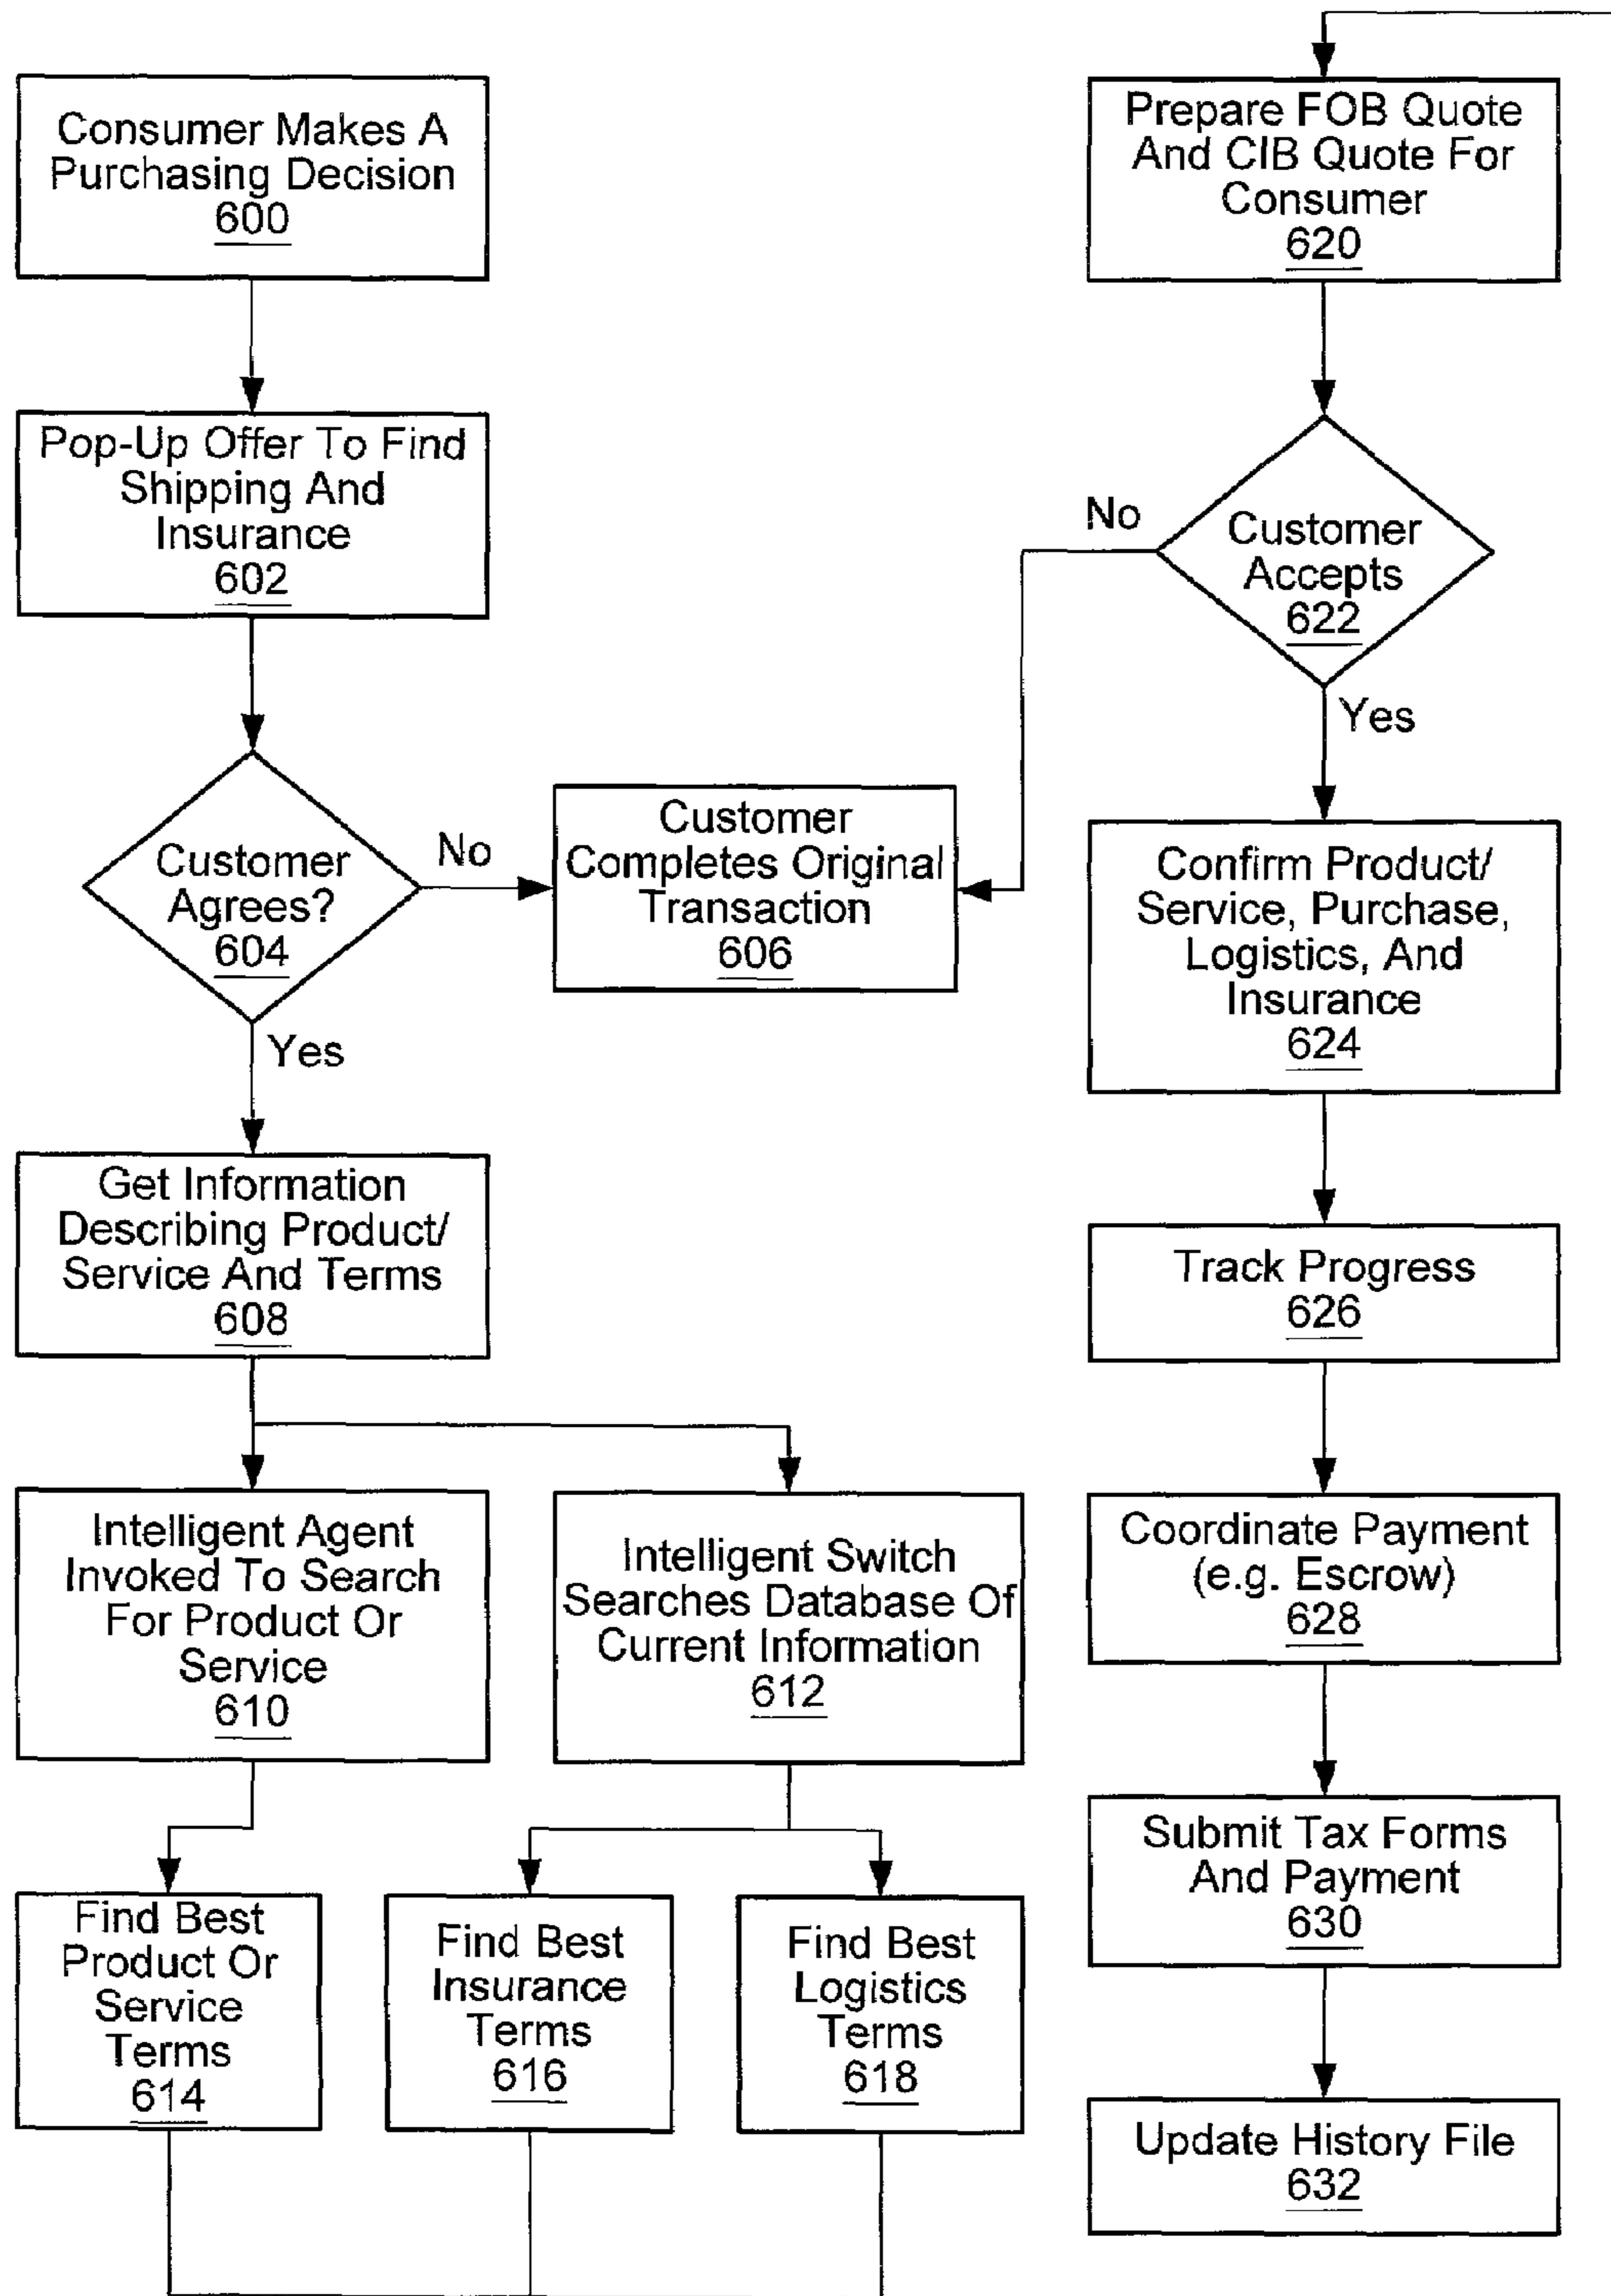 Consumer Makes A
Purchasing Decision
600
Pop-Up Offer To Find
Shipping And
Insurance
602
Customer
Agrees?
604
No
Yes
Customer
Completes Original
Transaction
606
Get Information
Describing Product/
Service And Terms
608
Intelligent Agent
Invoked To Search
For Product Or
Service
610
Intelligent Switch
Searches Database Of
Current Information
612
Find Best
Product Or
Service
Terms
614
Find Best
Insurance
Terms
616
Find Best
Logistics
Terms
618
Prepare FOB Quote
And CIB Quote For
Consumer
620
Customer
Accepts
622
No
Yes
Confirm Product/
Service, Purchase,
Logistics, And
Insurance
624
Track Progress
626
Coordinate Payment
(e.g. Escrow)
628
Submit Tax Forms
And Payment
630
Update History File
632